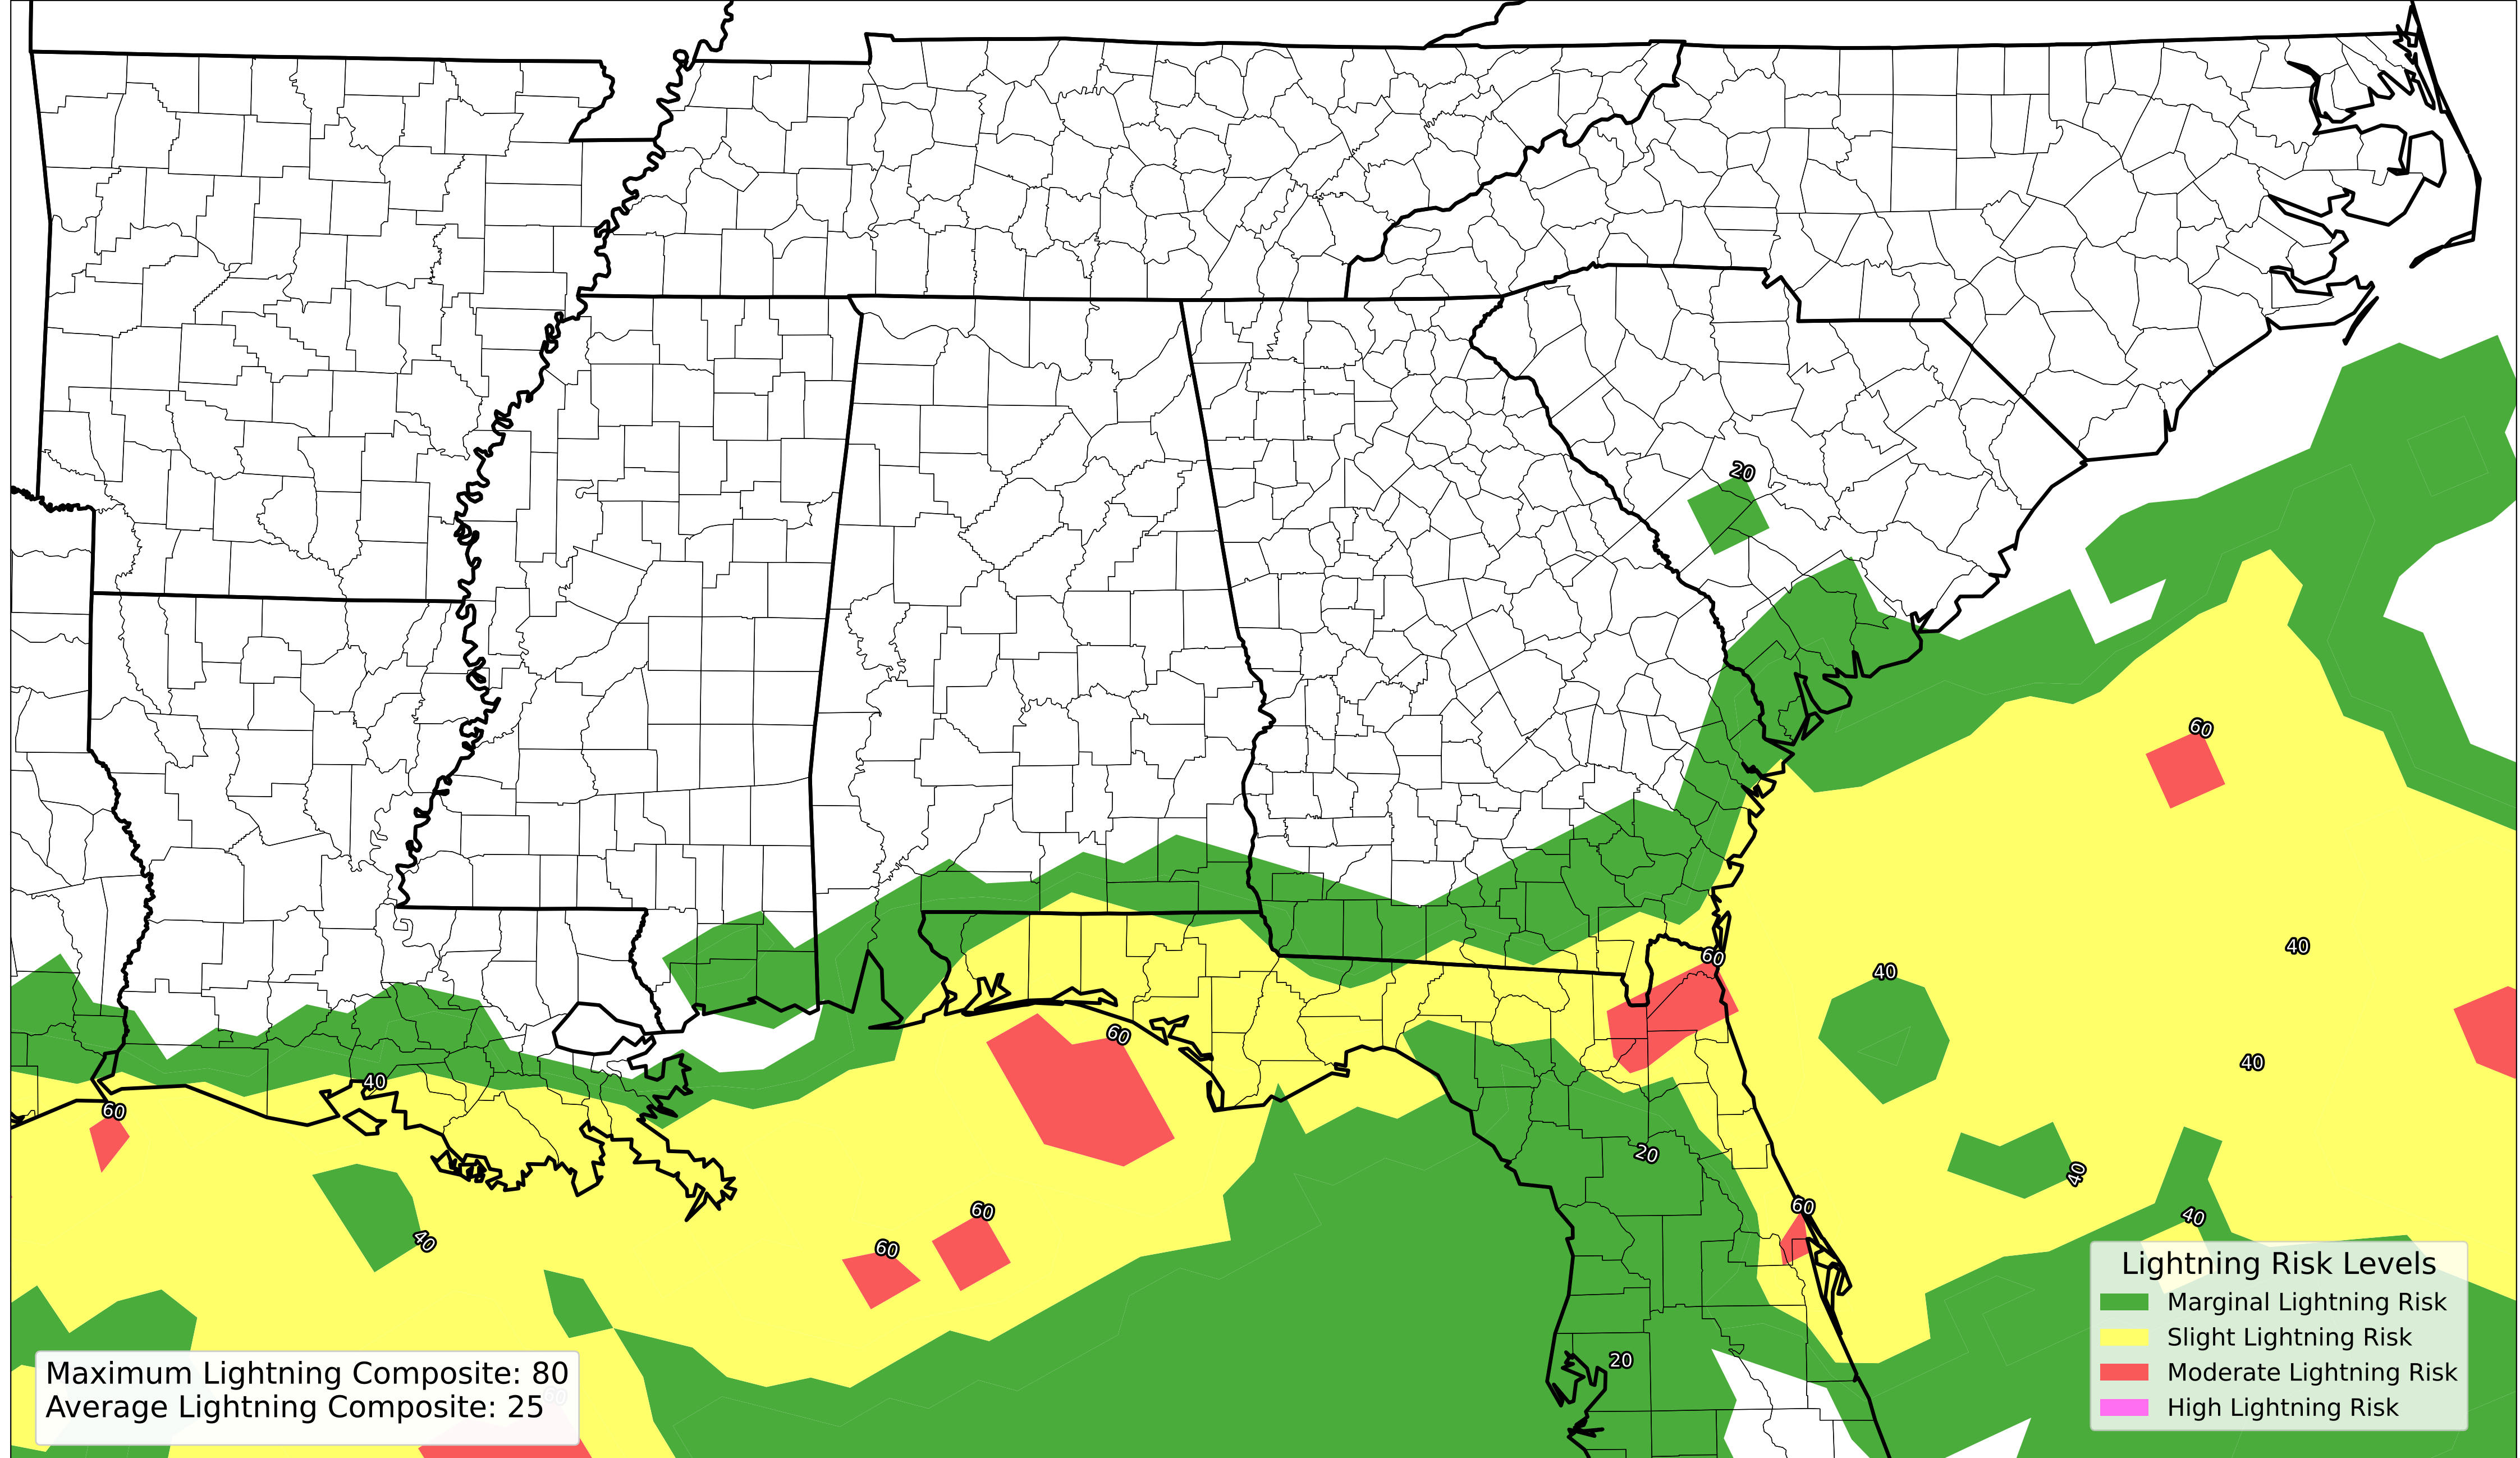 20
60
60
40
40
60
40
40
60
20
40
60
60
40
40
60
20
60
Lightning Risk Levels
Marginal Lightning Risk
Slight Lightning Risk
Moderate Lightning Risk
High Lightning Risk
Maximum Lightning Composite: 80
Average Lightning Composite: 25